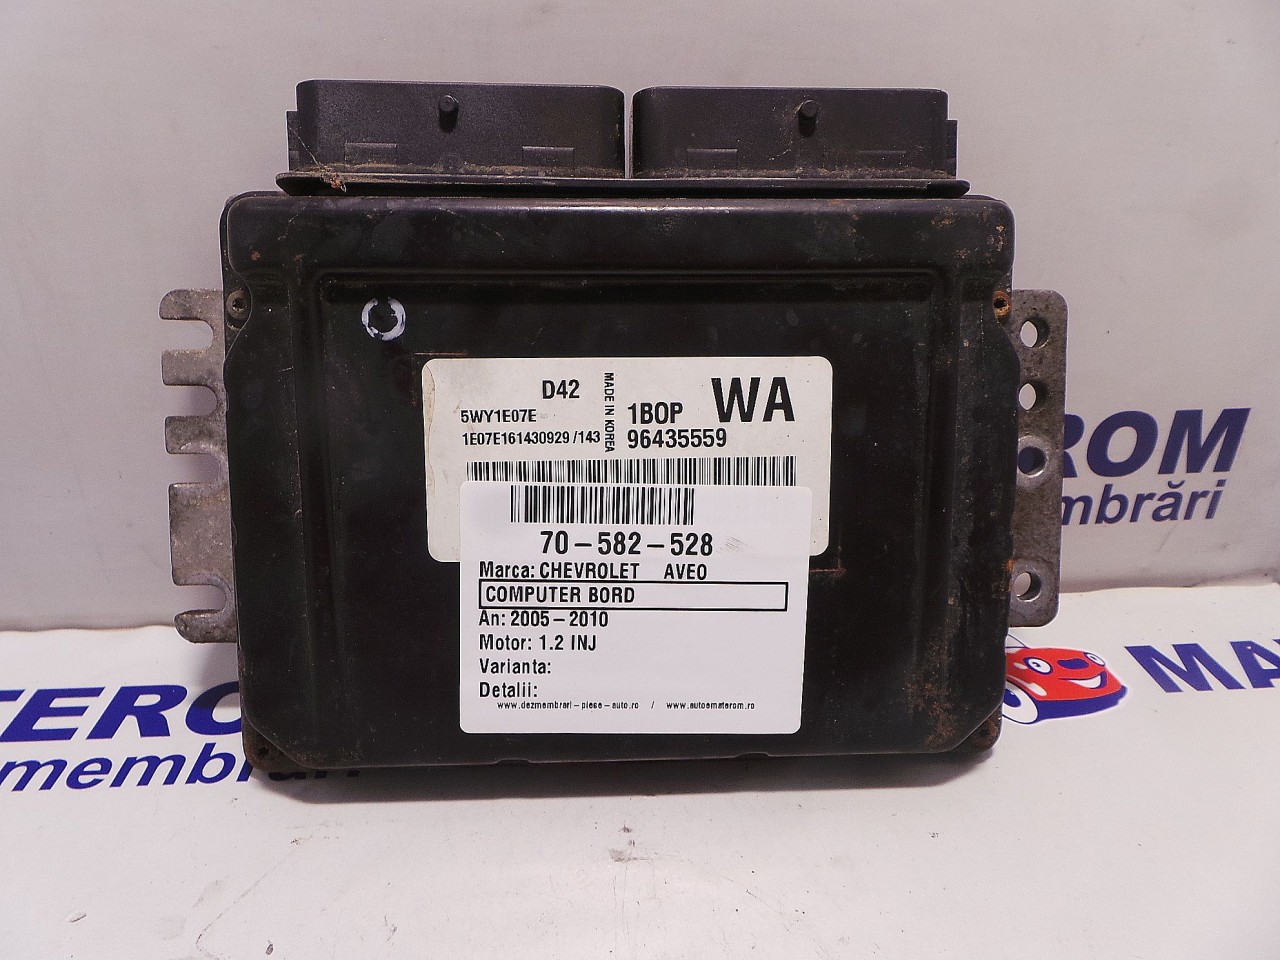 D42
MADE IN KOREA
5WY1E07E
1E07E161430929 /143
1BOP
WA
96435559
70-582-528
Marca: CHEVROLET AVEO
COMPUTER BORD
An: 2005-2010
Motor: 1.2 INJ
Varianta:
Detalii:
www.dezmembrari-piese-auto.ro / www.automaterom.ro
ROM
mbrări
TERO
membrări
MA